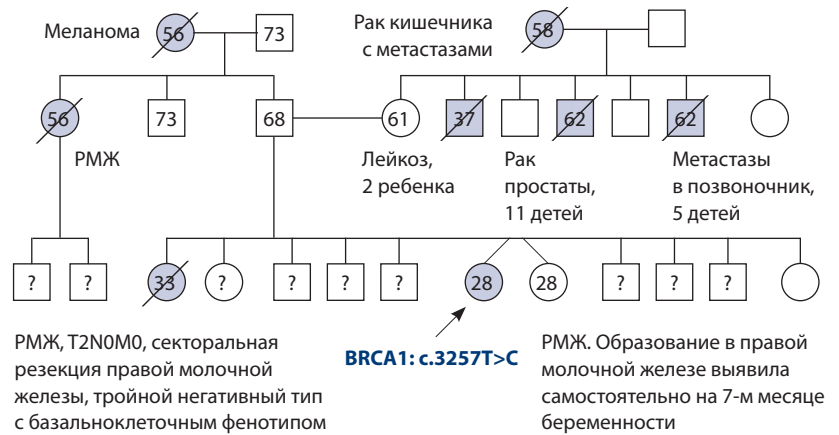 Меланома
56
73
Рак кишечника
с метастазами
58
56
73
68
61
37
62
62
РМЖ
Лейкоз,
2 ребенка
Рак
простаты,
11 детей
Метастазы
в позвоночник,
5 детей
?
?
33
?
?
?
?
28
28
?
?
?
РМЖ, T2N0M0, секторальная
резекция правой молочной
железы, тройной негативный тип
с базальноклеточным фенотипом
BRCA1: c.3257T>C
РМЖ. Образование в правой
молочной железе выявила
самостоятельно на 7-м месяце
беременности